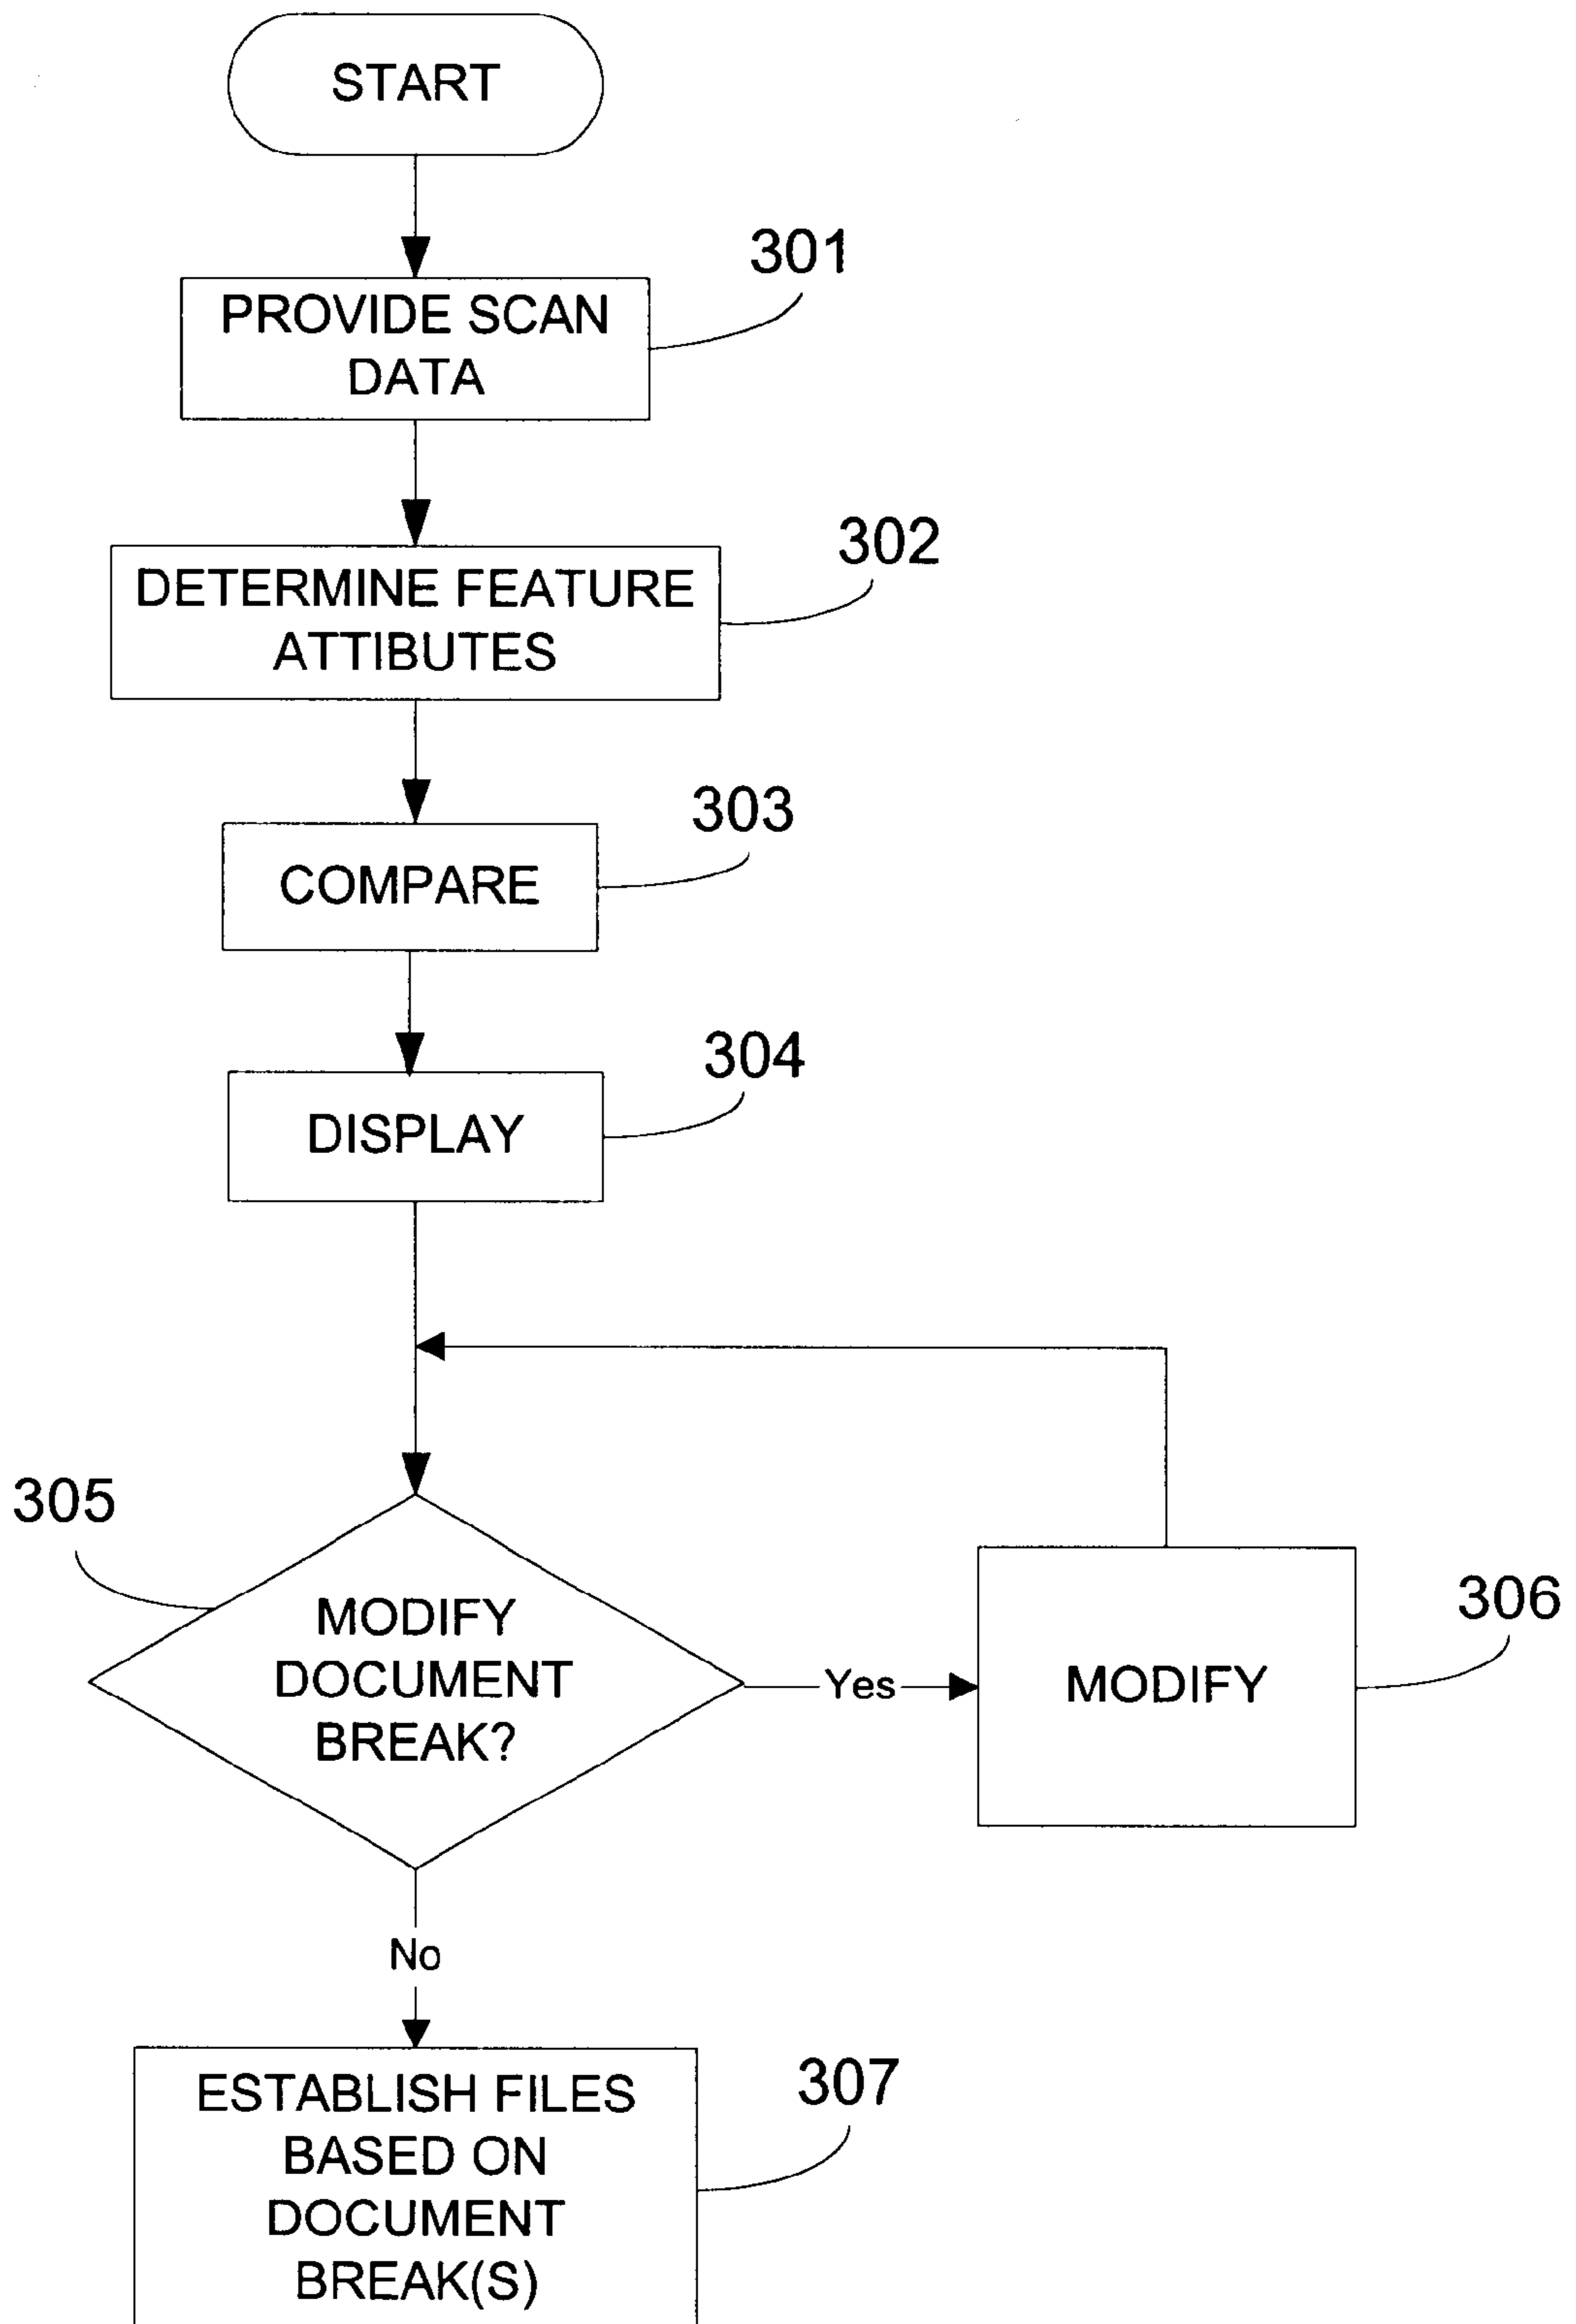 START
301
PROVIDE SCAN
DATA
302
DETERMINE FEATURE
ATTIBUTES
303
COMPARE
304
DISPLAY
305
MODIFY
DOCUMENT
BREAK?
Yes
MODIFY
306
No
307
ESTABLISH FILES
BASED ON
DOCUMENT
BREAK(S)